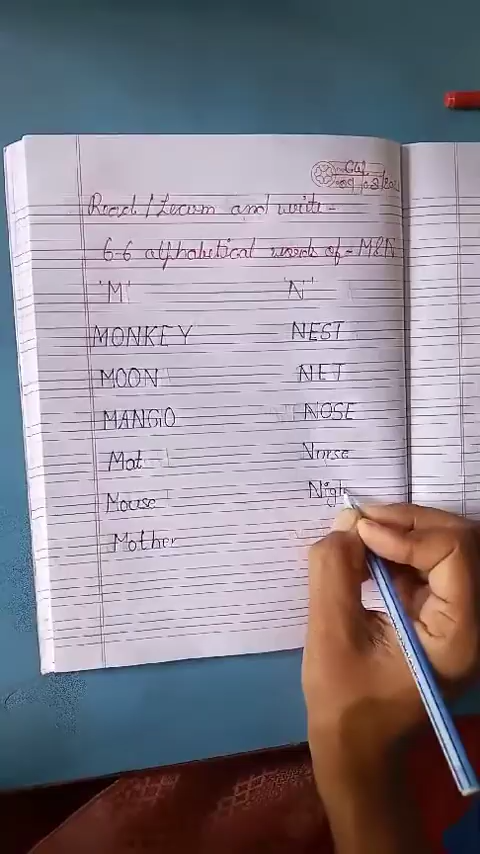 C.W
Read / Learn and write -
6-6 alphabetical words of - M&N
'M' 'N'
MONKEY NEST
MOON NET
MANGO NOSE
Mat Nurse
Mouse Nigh
Mother